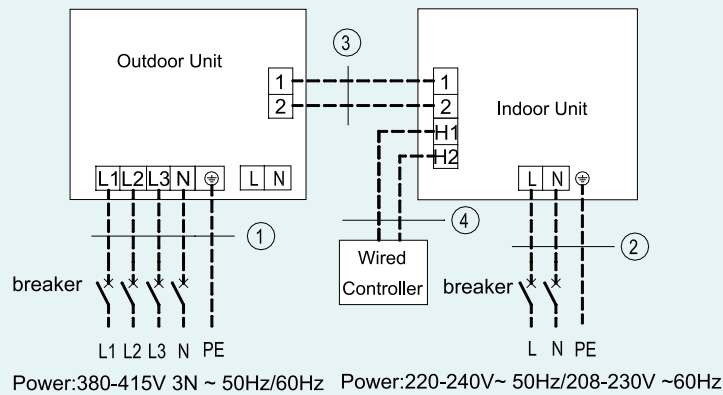 Outdoor Unit
1
2
L1 L2 L3 N
L N
3
1
2
H1
H2
Indoor Unit
L N
1
4
2
Wired
Controller
breaker
L1 L2 L3 N PE
breaker
L N PE
Power:380-415V 3N ~ 50Hz/60Hz
Power:220-240V~ 50Hz/208-230V ~60Hz